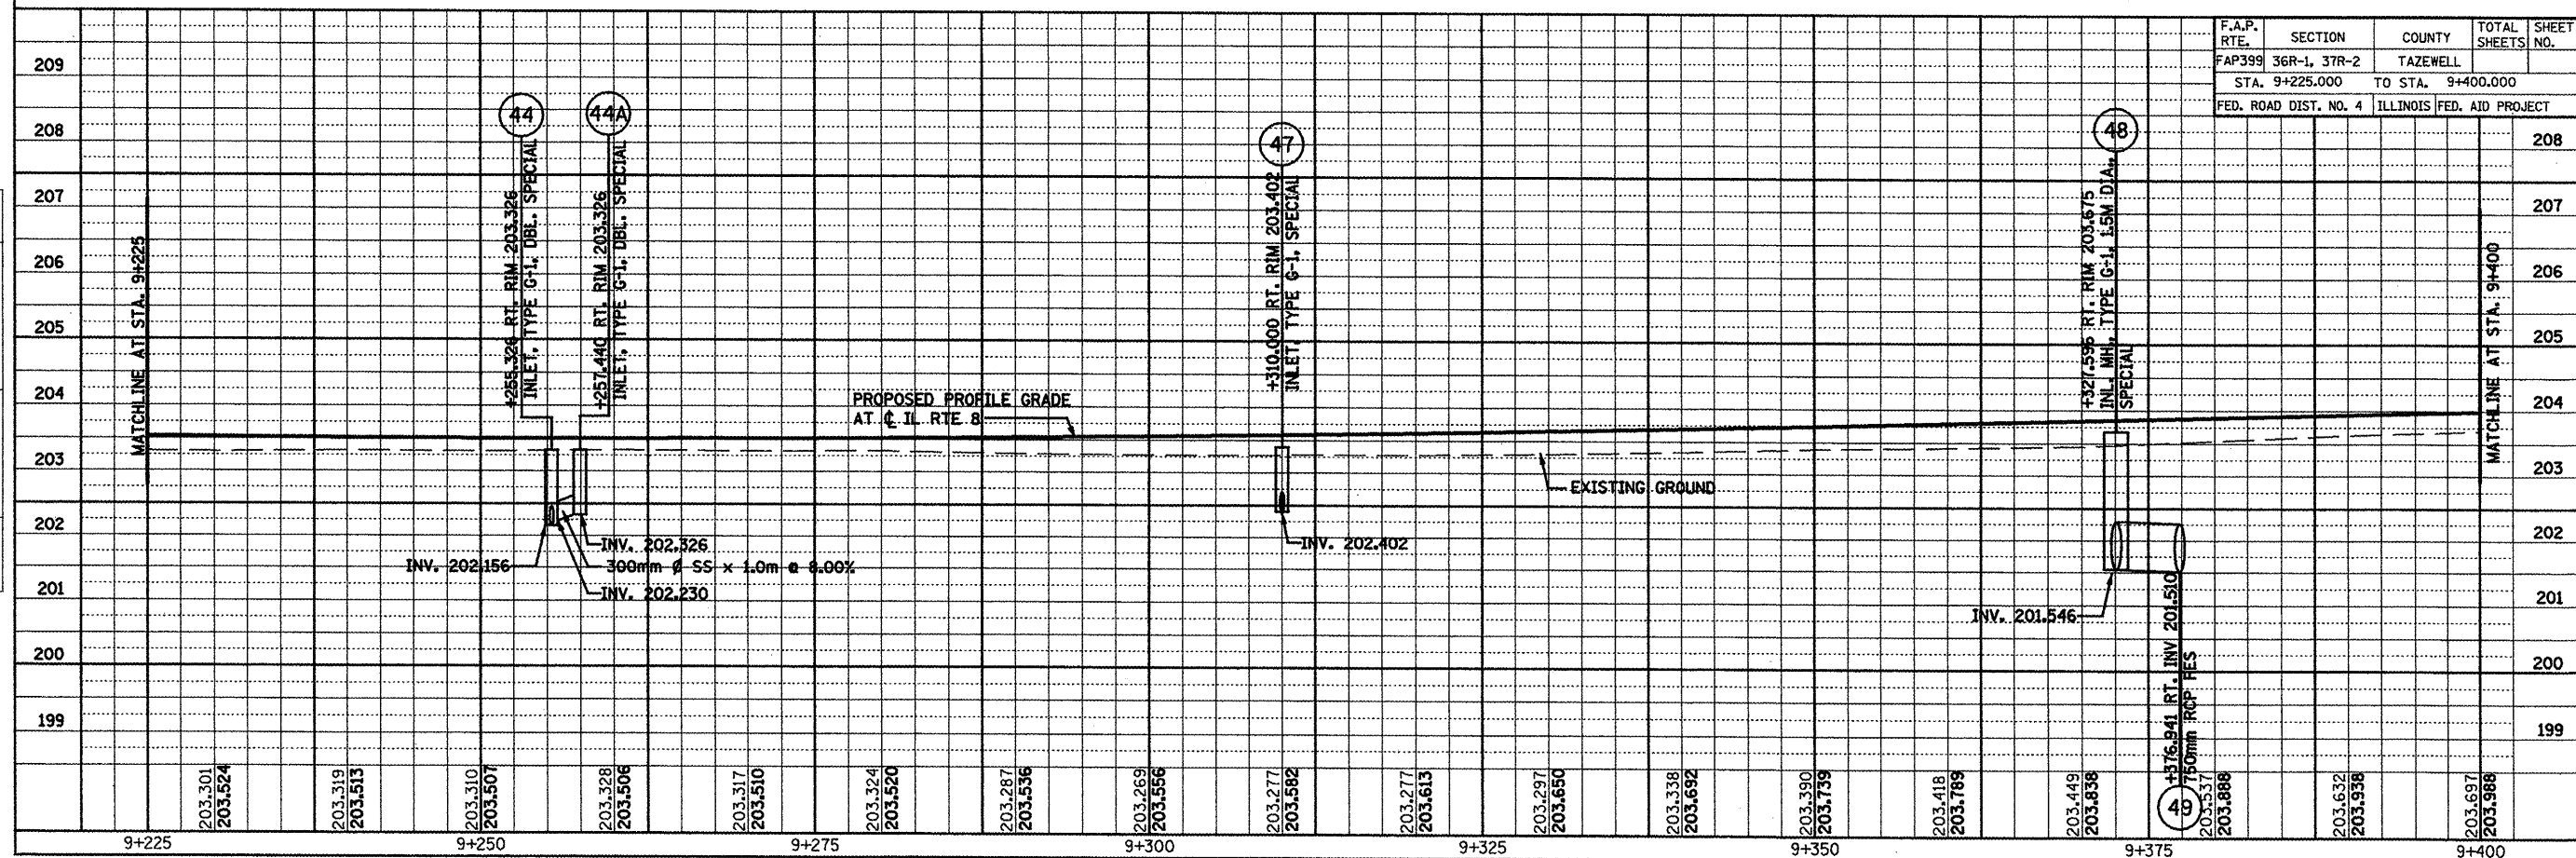 F.A.P. RTE. SECTION COUNTY TOTAL SHEETS SHEET NO.
FAP399 36R-1, 37R-2 TAZEWELL
STA. 9+225.000 TO STA. 9+400.000
FED. ROAD DIST. NO. 4 ILLINOIS FED. AID PROJECT
209
208
207
206
205
204
203
202
201
200
199
208
207
206
205
204
203
202
201
200
199
MATCHLINE AT STA. 9+225
44
+255.326 RT. RIM 203.326
INLET, TYPE G-1, DBL. SPECIAL
44A
+257.440 RT. RIM 203.326
INLET, TYPE G-1, DBL. SPECIAL
47
+310.000 RT. RIM 203.402
INLET, TYPE G-1, SPECIAL
48
+327.596 RT. RIM 203.675
INL. MH., TYPE G-1, 1.5M DIA.,
SPECIAL
MATCHLINE AT STA. 9+400
PROPOSED PROFILE GRADE
AT ℄ IL RTE 8
EXISTING GROUND
INV. 202.156
INV. 202.326
300mm Ø SS x 1.0m @ 8.00%
INV. 202.230
INV. 202.402
INV. 201.546
+376.941 RT. INV 201.510
750mm RCP FES
49
203.301
203.524
203.319
203.513
203.310
203.507
203.328
203.506
203.317
203.510
203.324
203.520
203.287
203.536
203.269
203.556
203.277
203.582
203.277
203.613
203.297
203.650
203.338
203.692
203.390
203.739
203.418
203.789
203.449
203.838
203.537
203.888
203.632
203.938
203.697
203.988
9+225
9+250
9+275
9+300
9+325
9+350
9+375
9+400